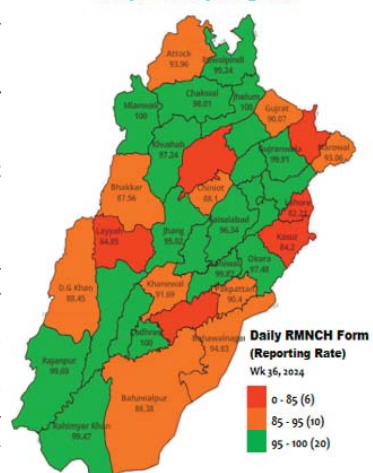 Attock
93.96
Rawalpindi
99.24
Chakwal
98.01
Jhelum
100
Mianwali
100
Gujrat
90.07
Khushab
97.24
Gujranwala
99.91
Narowal
93.06
Bhakkar
87.56
Chiniot
88.1
Lahore
Faisalabad
96.34
Layyah
84.85
Jhang
95.02
Kasur
84.2
Okara
97.48
Sahiwal
99.82
D.G Khan
88.45
Khanewal
91.69
Pakpattan
90.4
Lodhran
100
Bahawalnagar
94.83
Rajanpur
99.69
Bahawalpur
88.38
Rahimyar Khan
99.47
Daily RMNCH Form
(Reporting Rate)
Wk 36, 2024
0 - 85 (6)
85 - 95 (10)
95 - 100 (20)